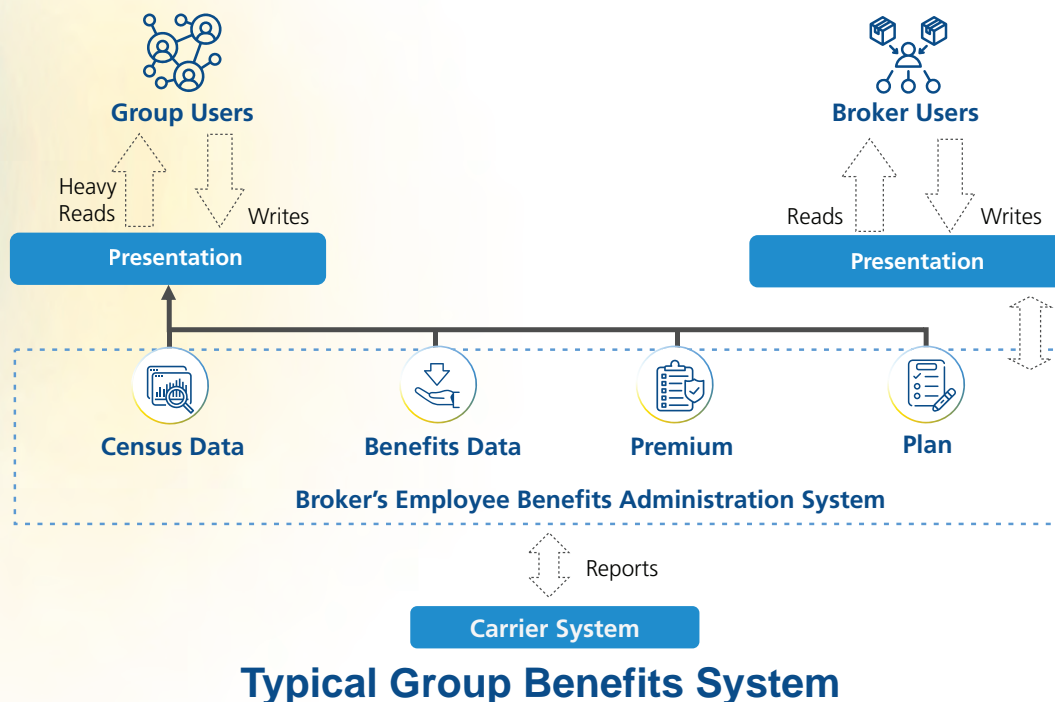 Group Users
Broker Users
Heavy
Reads
Writes
Reads
Writes
Presentation
Presentation
Census Data
Benefits Data
Premium
Plan
Broker’s Employee Benefits Administration System
Reports
Carrier System
Typical Group Benefits System